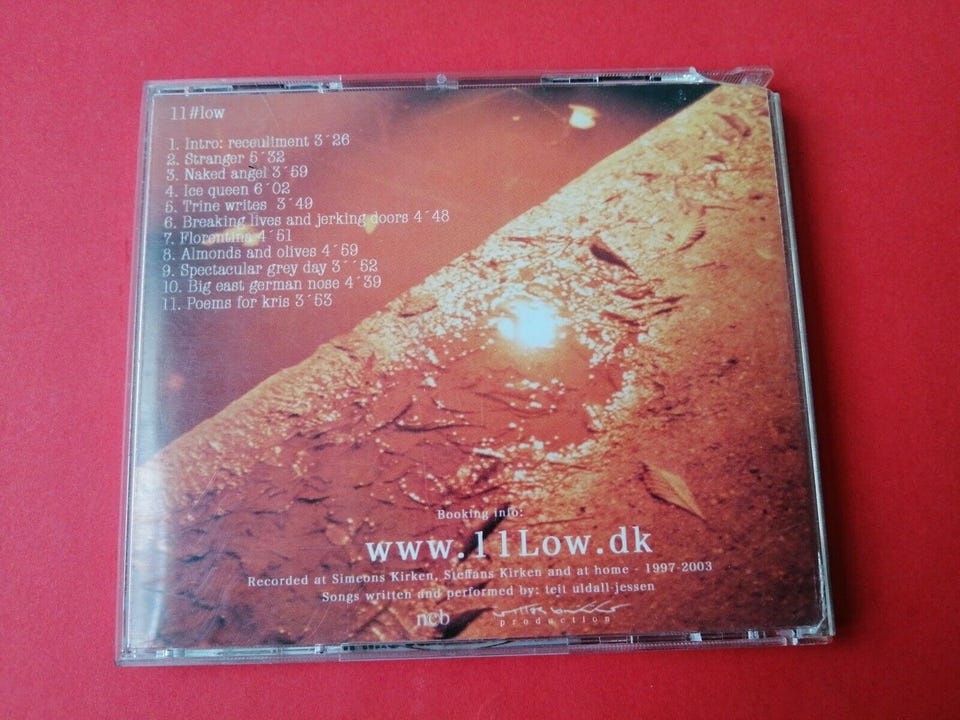 11#low
1. Intro: receuiliment 3´26
2. Stranger 5´32
3. Naked angel 3´59
4. Ice queen 6´02
5. Trine writes 3´49
6. Breaking lives and jerking doors 4´48
7. Florentina 4´51
8. Almonds and olives 4´59
9. Spectacular grey day 3´´52
10. Big east german nose 4´39
11. Poems for kris 3´53
Booking info:
www.11Low.dk
Recorded at Simeons Kirken, Steffans Kirken and at home - 1997-2003
Songs written and performed by: teit uldall-jessen
ncb
production